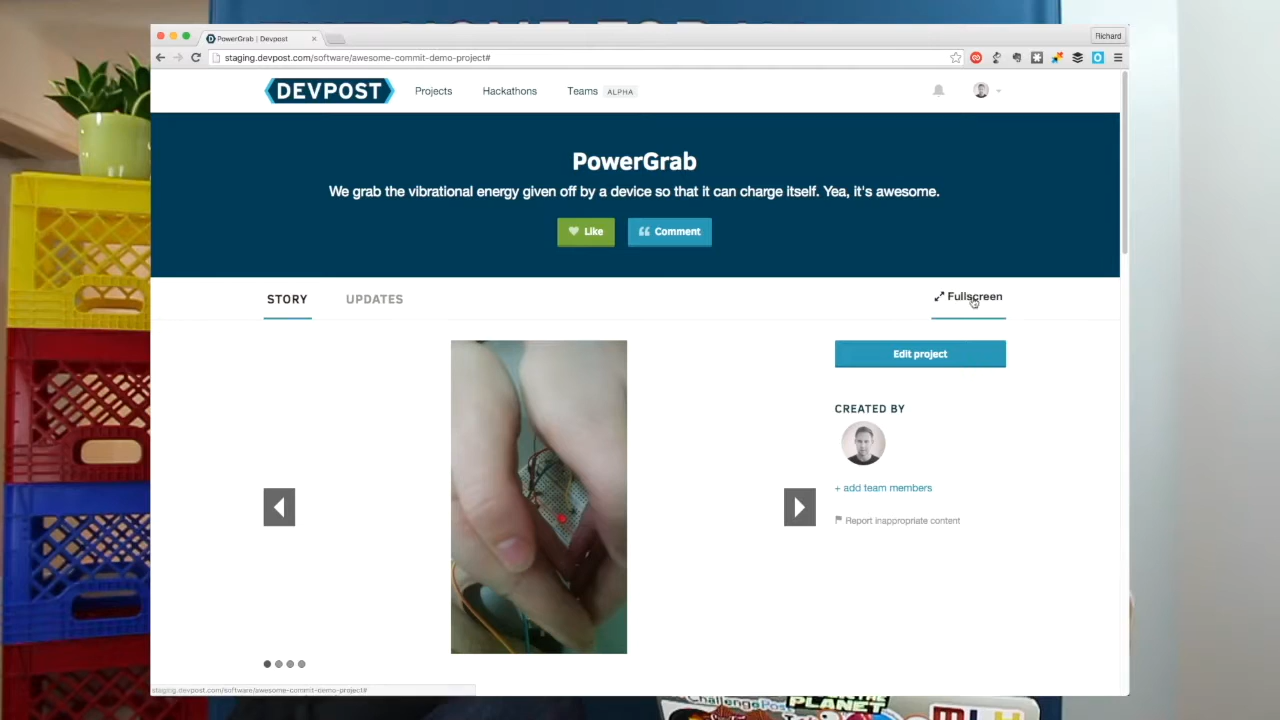 PowerGrab | Devpost
Richard
staging.devpost.com/software/awesome-commit-demo-project#
DEVPOST
Projects
Hackathons
Teams
ALPHA
PowerGrab
We grab the vibrational energy given off by a device so that it can charge itself. Yea, it's awesome.
Like
Comment
STORY
UPDATES
Fullscreen
Edit project
CREATED BY
+ add team members
Report inappropriate content
staging.devpost.com/software/awesome-commit-demo-project#
ChallengePost
PLANET